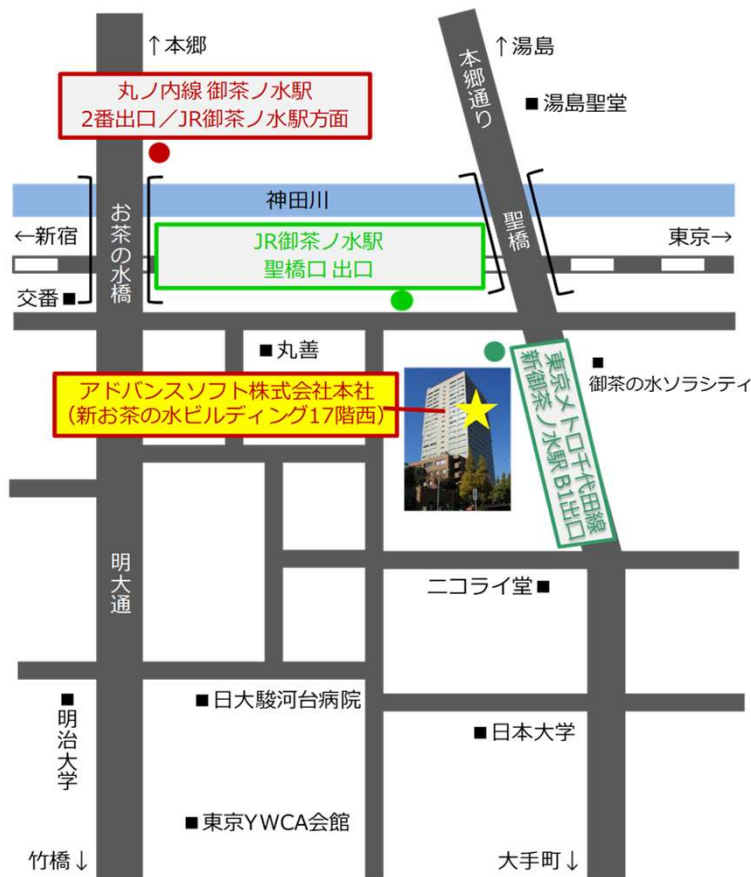 ↑本郷
↑湯島
本郷通り
丸ノ内線 御茶ノ水駅
2番出口／JR御茶ノ水駅方面
■湯島聖堂
神田川
お茶の水橋
聖橋
←新宿
東京→
JR御茶ノ水駅
聖橋口 出口
交番■
■丸善
■
御茶の水ソラシティ
東京メトロ千代田線
新御茶ノ水駅 B1出口
アドバンスソフト株式会社本社
（新お茶の水ビルディング17階西）
明大通
ニコライ堂■
■明治大学
■日大駿河台病院
■日本大学
■東京YWCA会館
竹橋↓
大手町↓